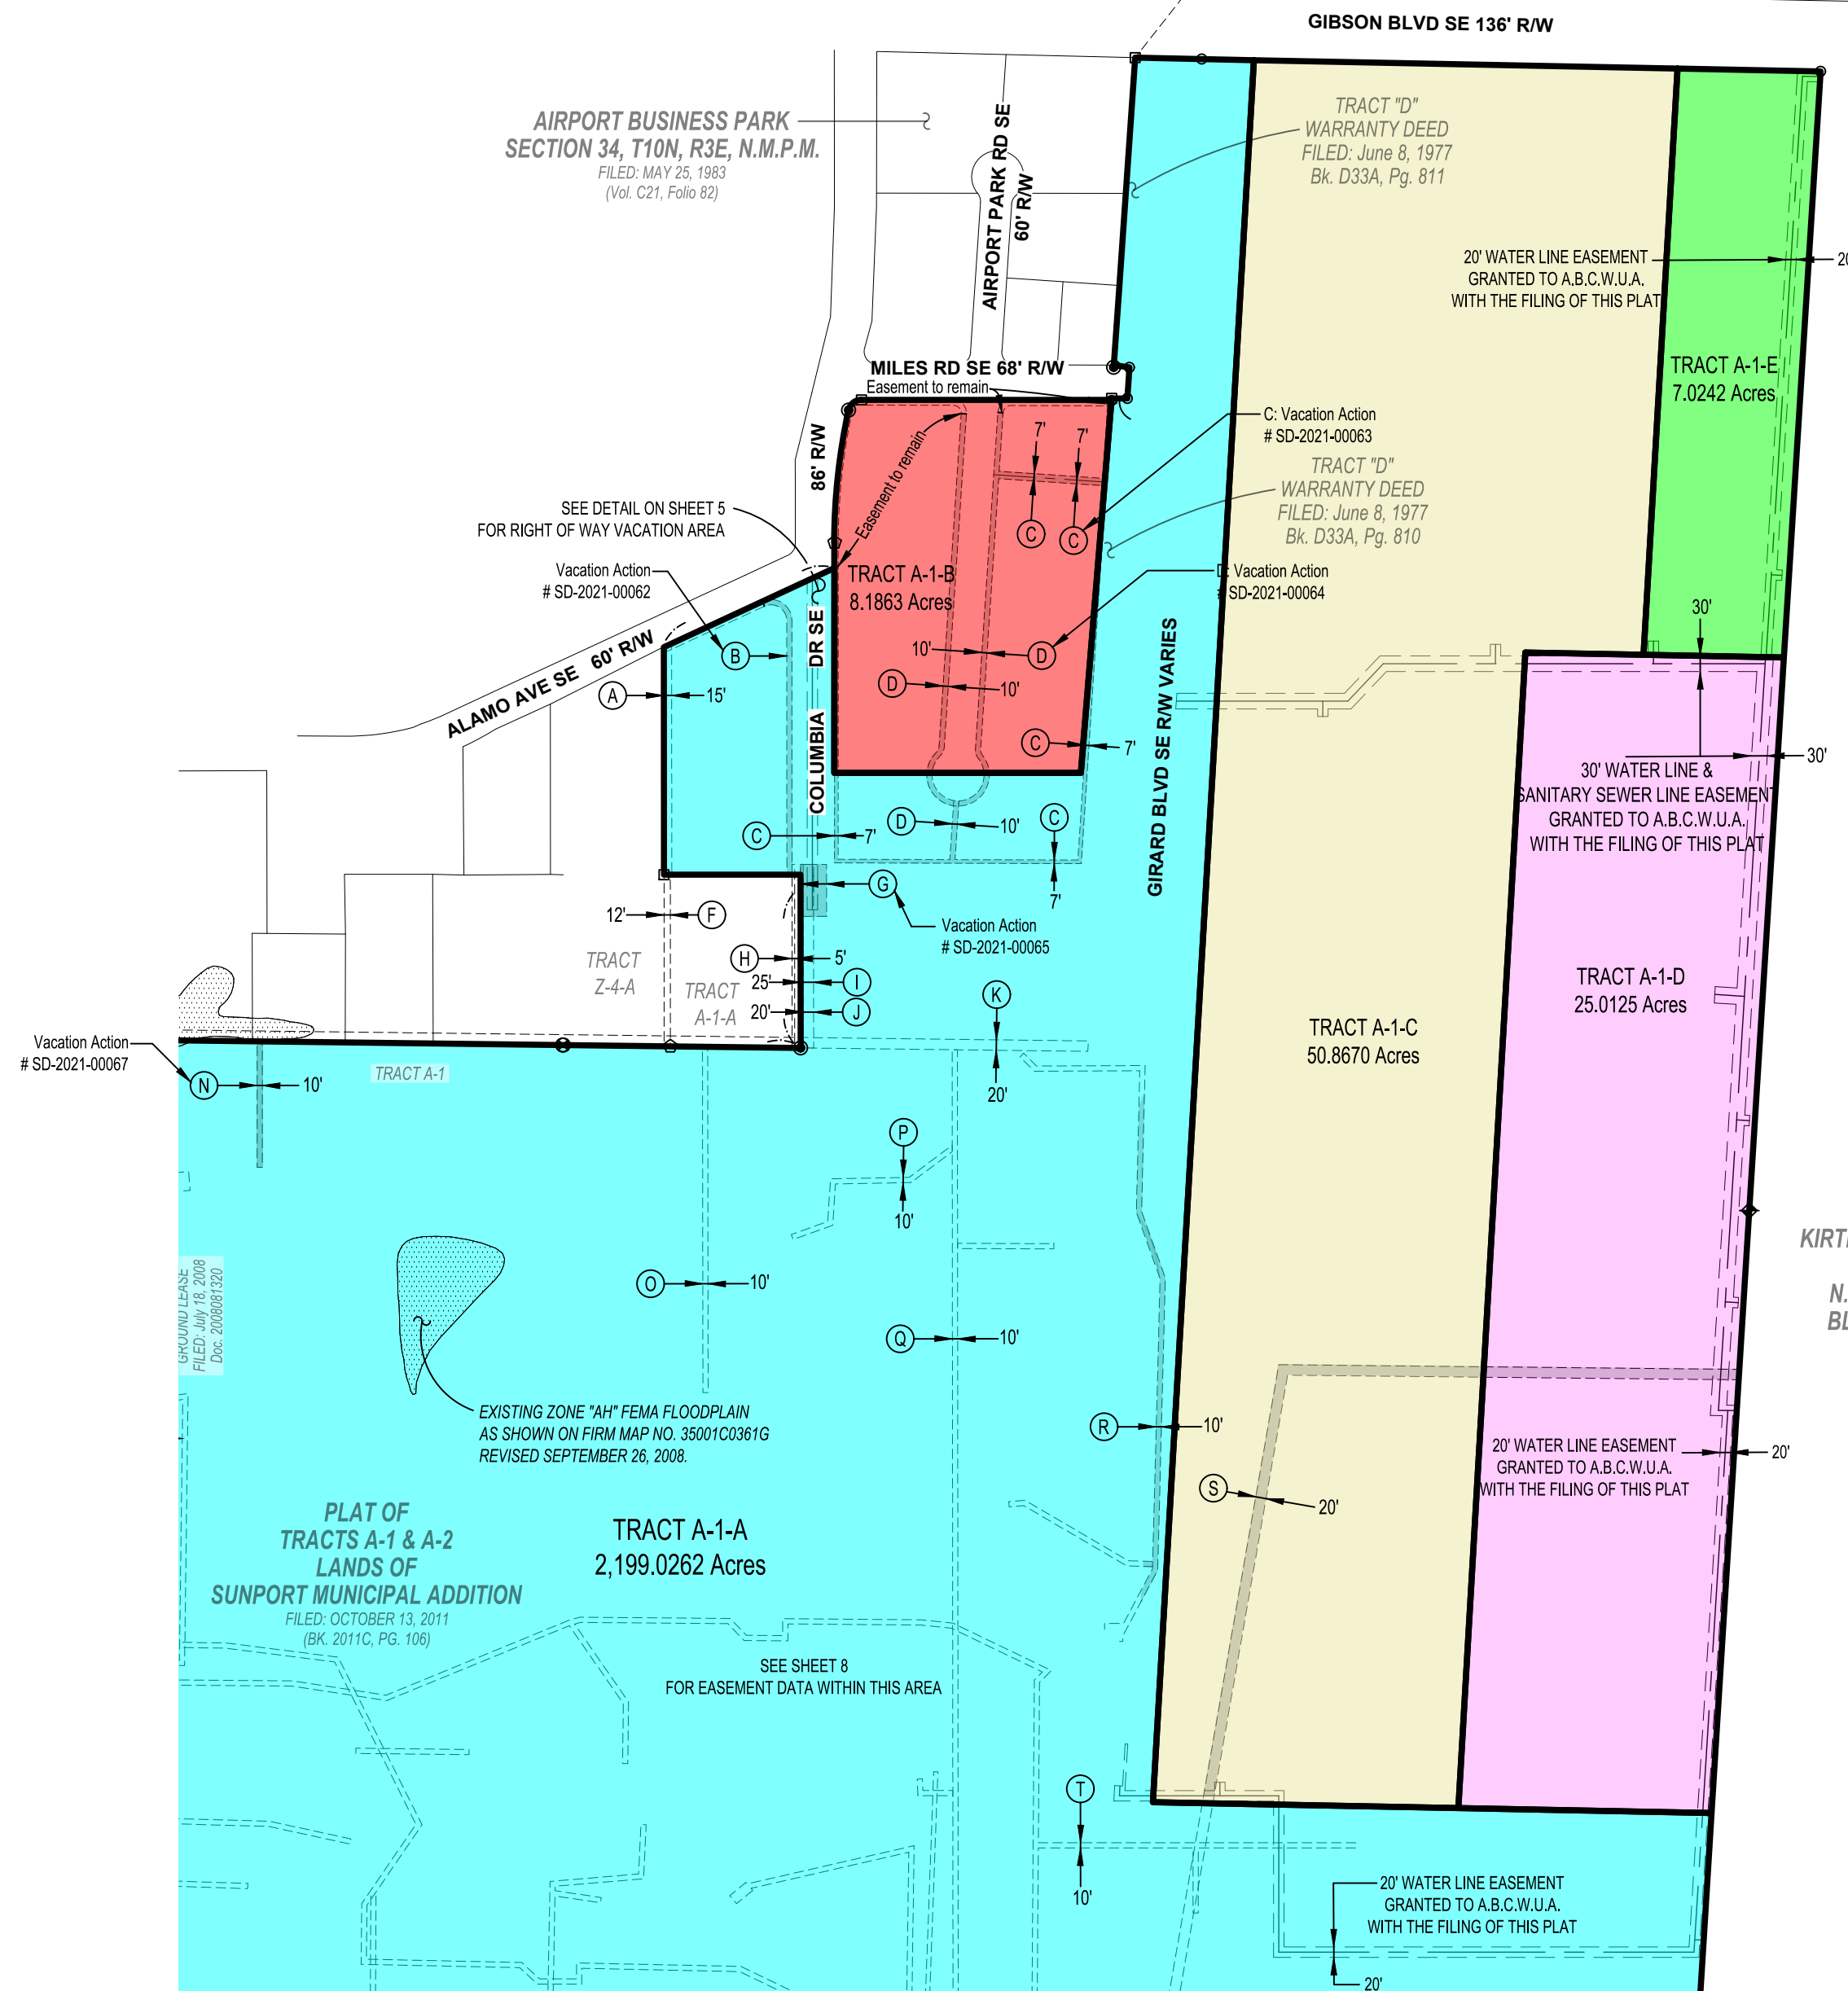 GIBSON BLVD SE 136' R/W
AIRPORT BUSINESS PARK
SECTION 34, T10N, R3E, N.M.P.M.
FILED: MAY 25, 1983
(Vol. C21, Folio 82)
AIRPORT PARK RD SE
60' R/W
TRACT "D"
WARRANTY DEED
FILED: June 8, 1977
Bk. D33A, Pg. 811
20' WATER LINE EASEMENT
GRANTED TO A.B.C.W.U.A.
WITH THE FILING OF THIS PLAT
TRACT A-1-E
7.0242 Acres
MILES RD SE 68' R/W
Easement to remain
86' R/W
Easement to remain
7'
7'
C
C
C: Vacation Action
# SD-2021-00063
TRACT "D"
WARRANTY DEED
FILED: June 8, 1977
Bk. D33A, Pg. 810
SEE DETAIL ON SHEET 5
FOR RIGHT OF WAY VACATION AREA
Vacation Action
# SD-2021-00062
TRACT A-1-B
8.1863 Acres
D: Vacation Action
# SD-2021-00064
ALAMO AVE SE 60' R/W
A
15'
B
COLUMBIA DR SE
10'
D
D
10'
C
7'
GIRARD BLVD SE R/W VARIES
30'
30'
30' WATER LINE &
SANITARY SEWER LINE EASEMENT
GRANTED TO A.B.C.W.U.A.
WITH THE FILING OF THIS PLAT
C
7'
D
10'
C
7'
G
Vacation Action
# SD-2021-00065
12'
F
H
5'
25'
I
20'
J
TRACT
Z-4-A
TRACT
A-1-A
K
20'
TRACT A-1-D
25.0125 Acres
TRACT A-1-C
50.8670 Acres
Vacation Action
# SD-2021-00067
N
10'
TRACT A-1
P
10'
GROUND LEASE
FILED: July 18, 2008
Doc. 2008081320
O
10'
Q
10'
EXISTING ZONE "AH" FEMA FLOODPLAIN
AS SHOWN ON FIRM MAP NO. 35001C0361G
REVISED SEPTEMBER 26, 2008.
R
10'
S
20'
20' WATER LINE EASEMENT
GRANTED TO A.B.C.W.U.A.
WITH THE FILING OF THIS PLAT
20'
PLAT OF
TRACTS A-1 & A-2
LANDS OF
SUNPORT MUNICIPAL ADDITION
FILED: OCTOBER 13, 2011
(BK. 2011C, PG. 106)
TRACT A-1-A
2,199.0262 Acres
SEE SHEET 8
FOR EASEMENT DATA WITHIN THIS AREA
T
10'
20' WATER LINE EASEMENT
GRANTED TO A.B.C.W.U.A.
WITH THE FILING OF THIS PLAT
20'